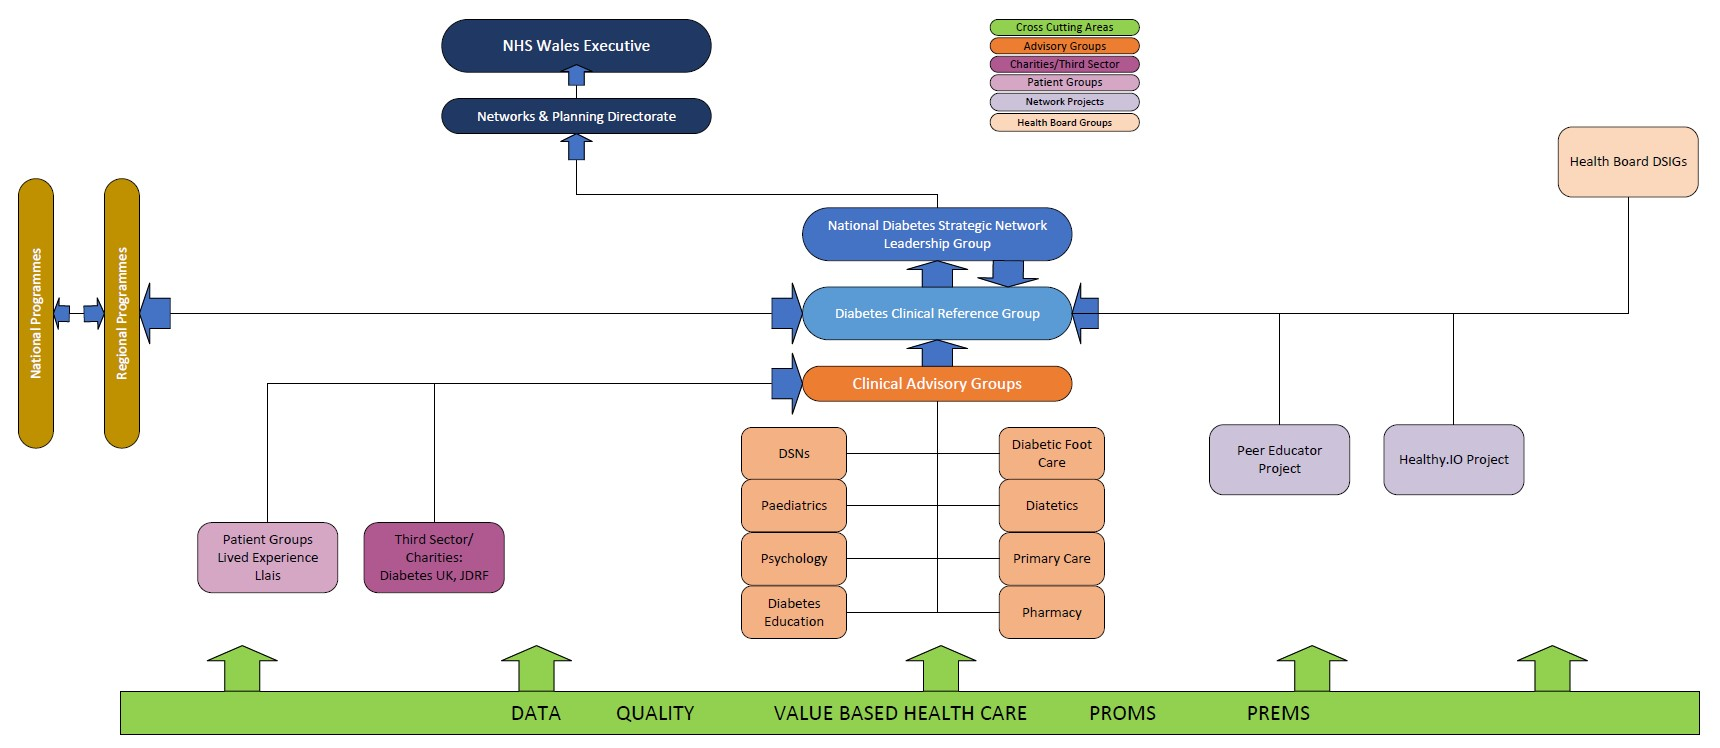 NHS Wales Executive
Networks & Planning Directorate
Cross Cutting Areas
Advisory Groups
Charities/Third Sector
Patient Groups
Network Projects
Health Board Groups
Health Board DSIGs
National Programmes
Regional Programmes
National Diabetes Strategic Network
Leadership Group
Diabetes Clinical Reference Group
Clinical Advisory Groups
DSNs
Diabetic Foot
Care
Paediatrics
Diatetics
Psychology
Primary Care
Diabetes
Education
Pharmacy
Peer Educator
Project
Healthy.IO Project
Patient Groups
Lived Experience
Llais
Third Sector/
Charities:
Diabetes UK, JDRF
DATA QUALITY VALUE BASED HEALTH CARE PROMS PREMS